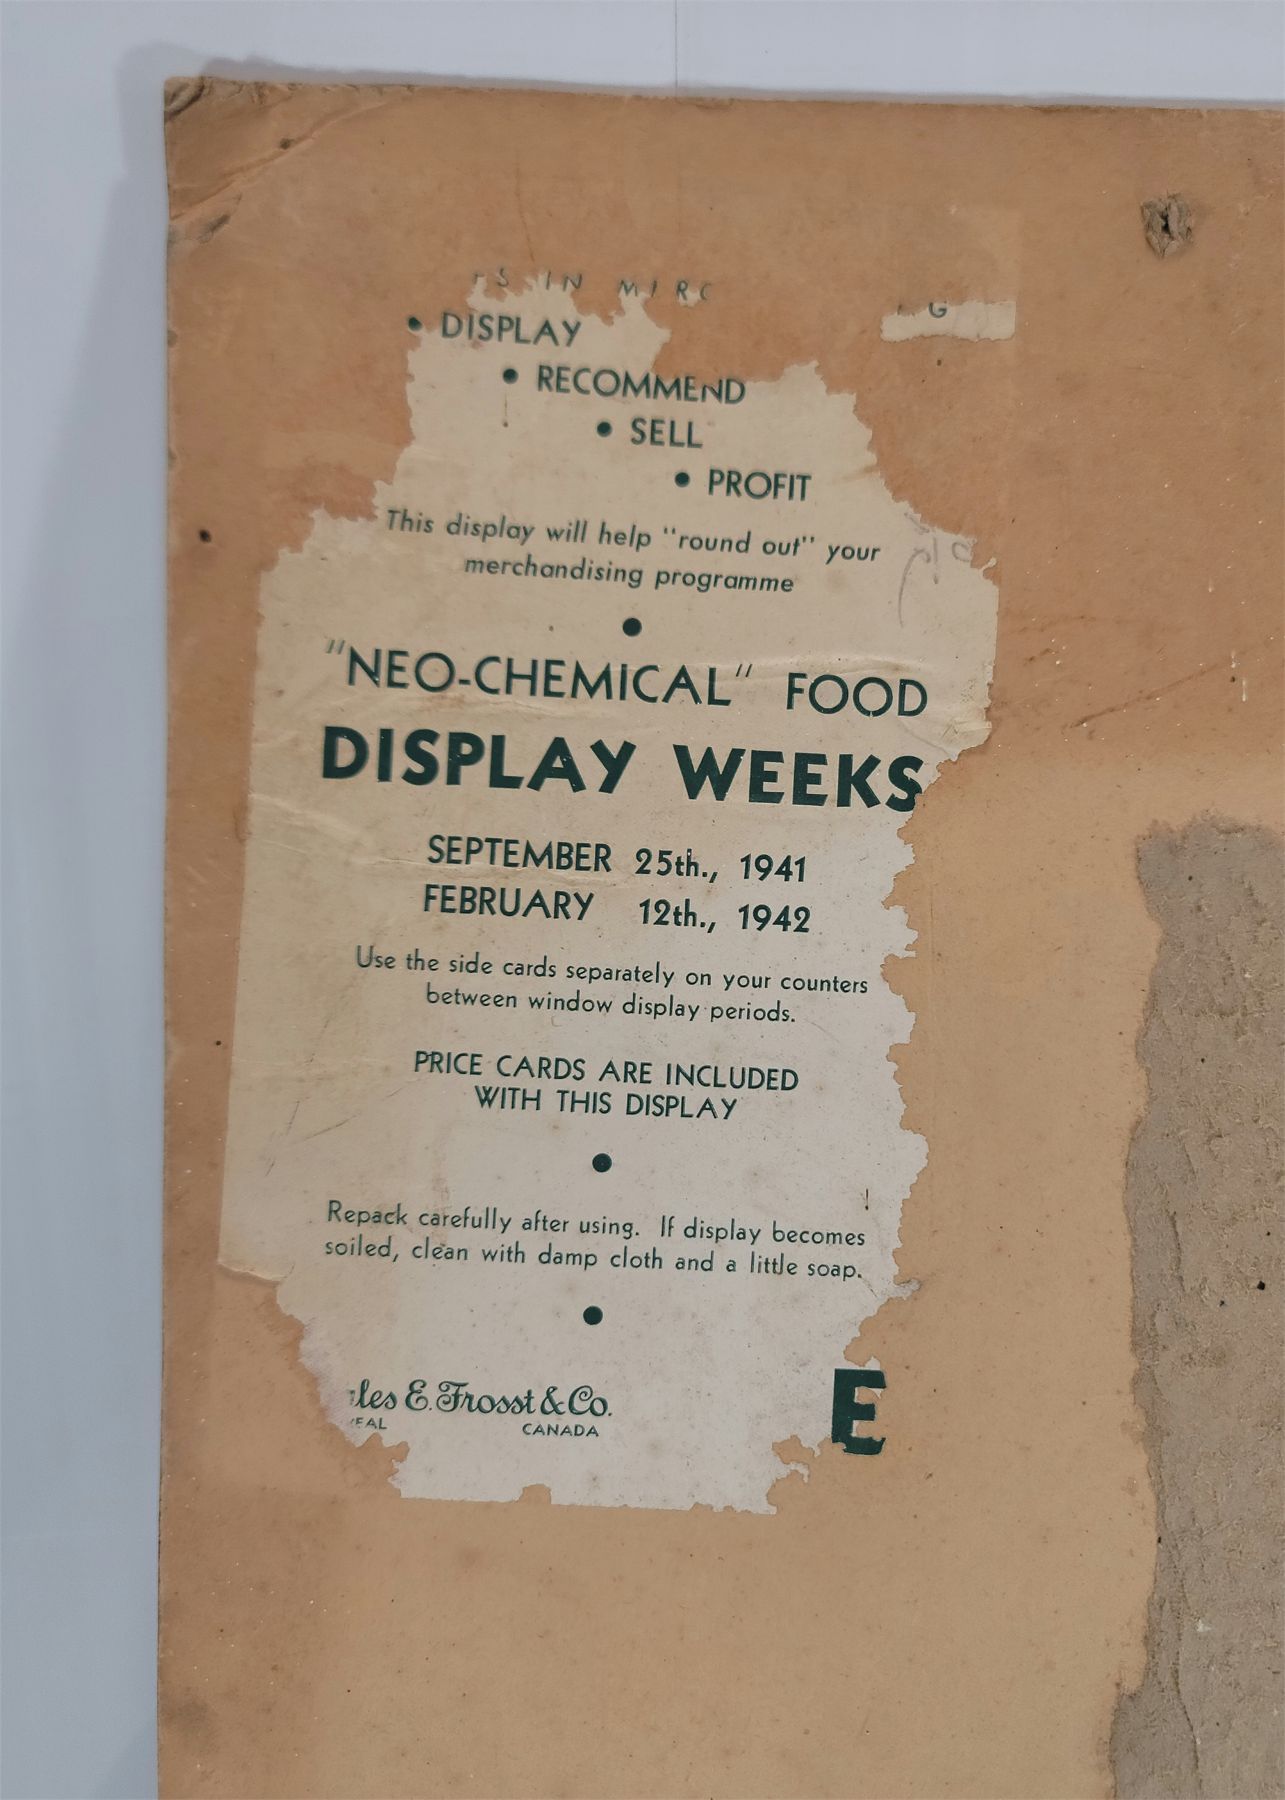 IN
• DISPLAY
• RECOMMEND
• SELL
• PROFIT
This display will help "round out" your
merchandising programme
"NEO-CHEMICAL" FOOD
DISPLAY WEEKS
SEPTEMBER 25th., 1941
FEBRUARY 12th., 1942
Use the side cards separately on your counters
between window display periods.
PRICE CARDS ARE INCLUDED
WITH THIS DISPLAY
Repack carefully after using. If display becomes
soiled, clean with damp cloth and a little soap.
E. Frosst & Co.
CANADA
E